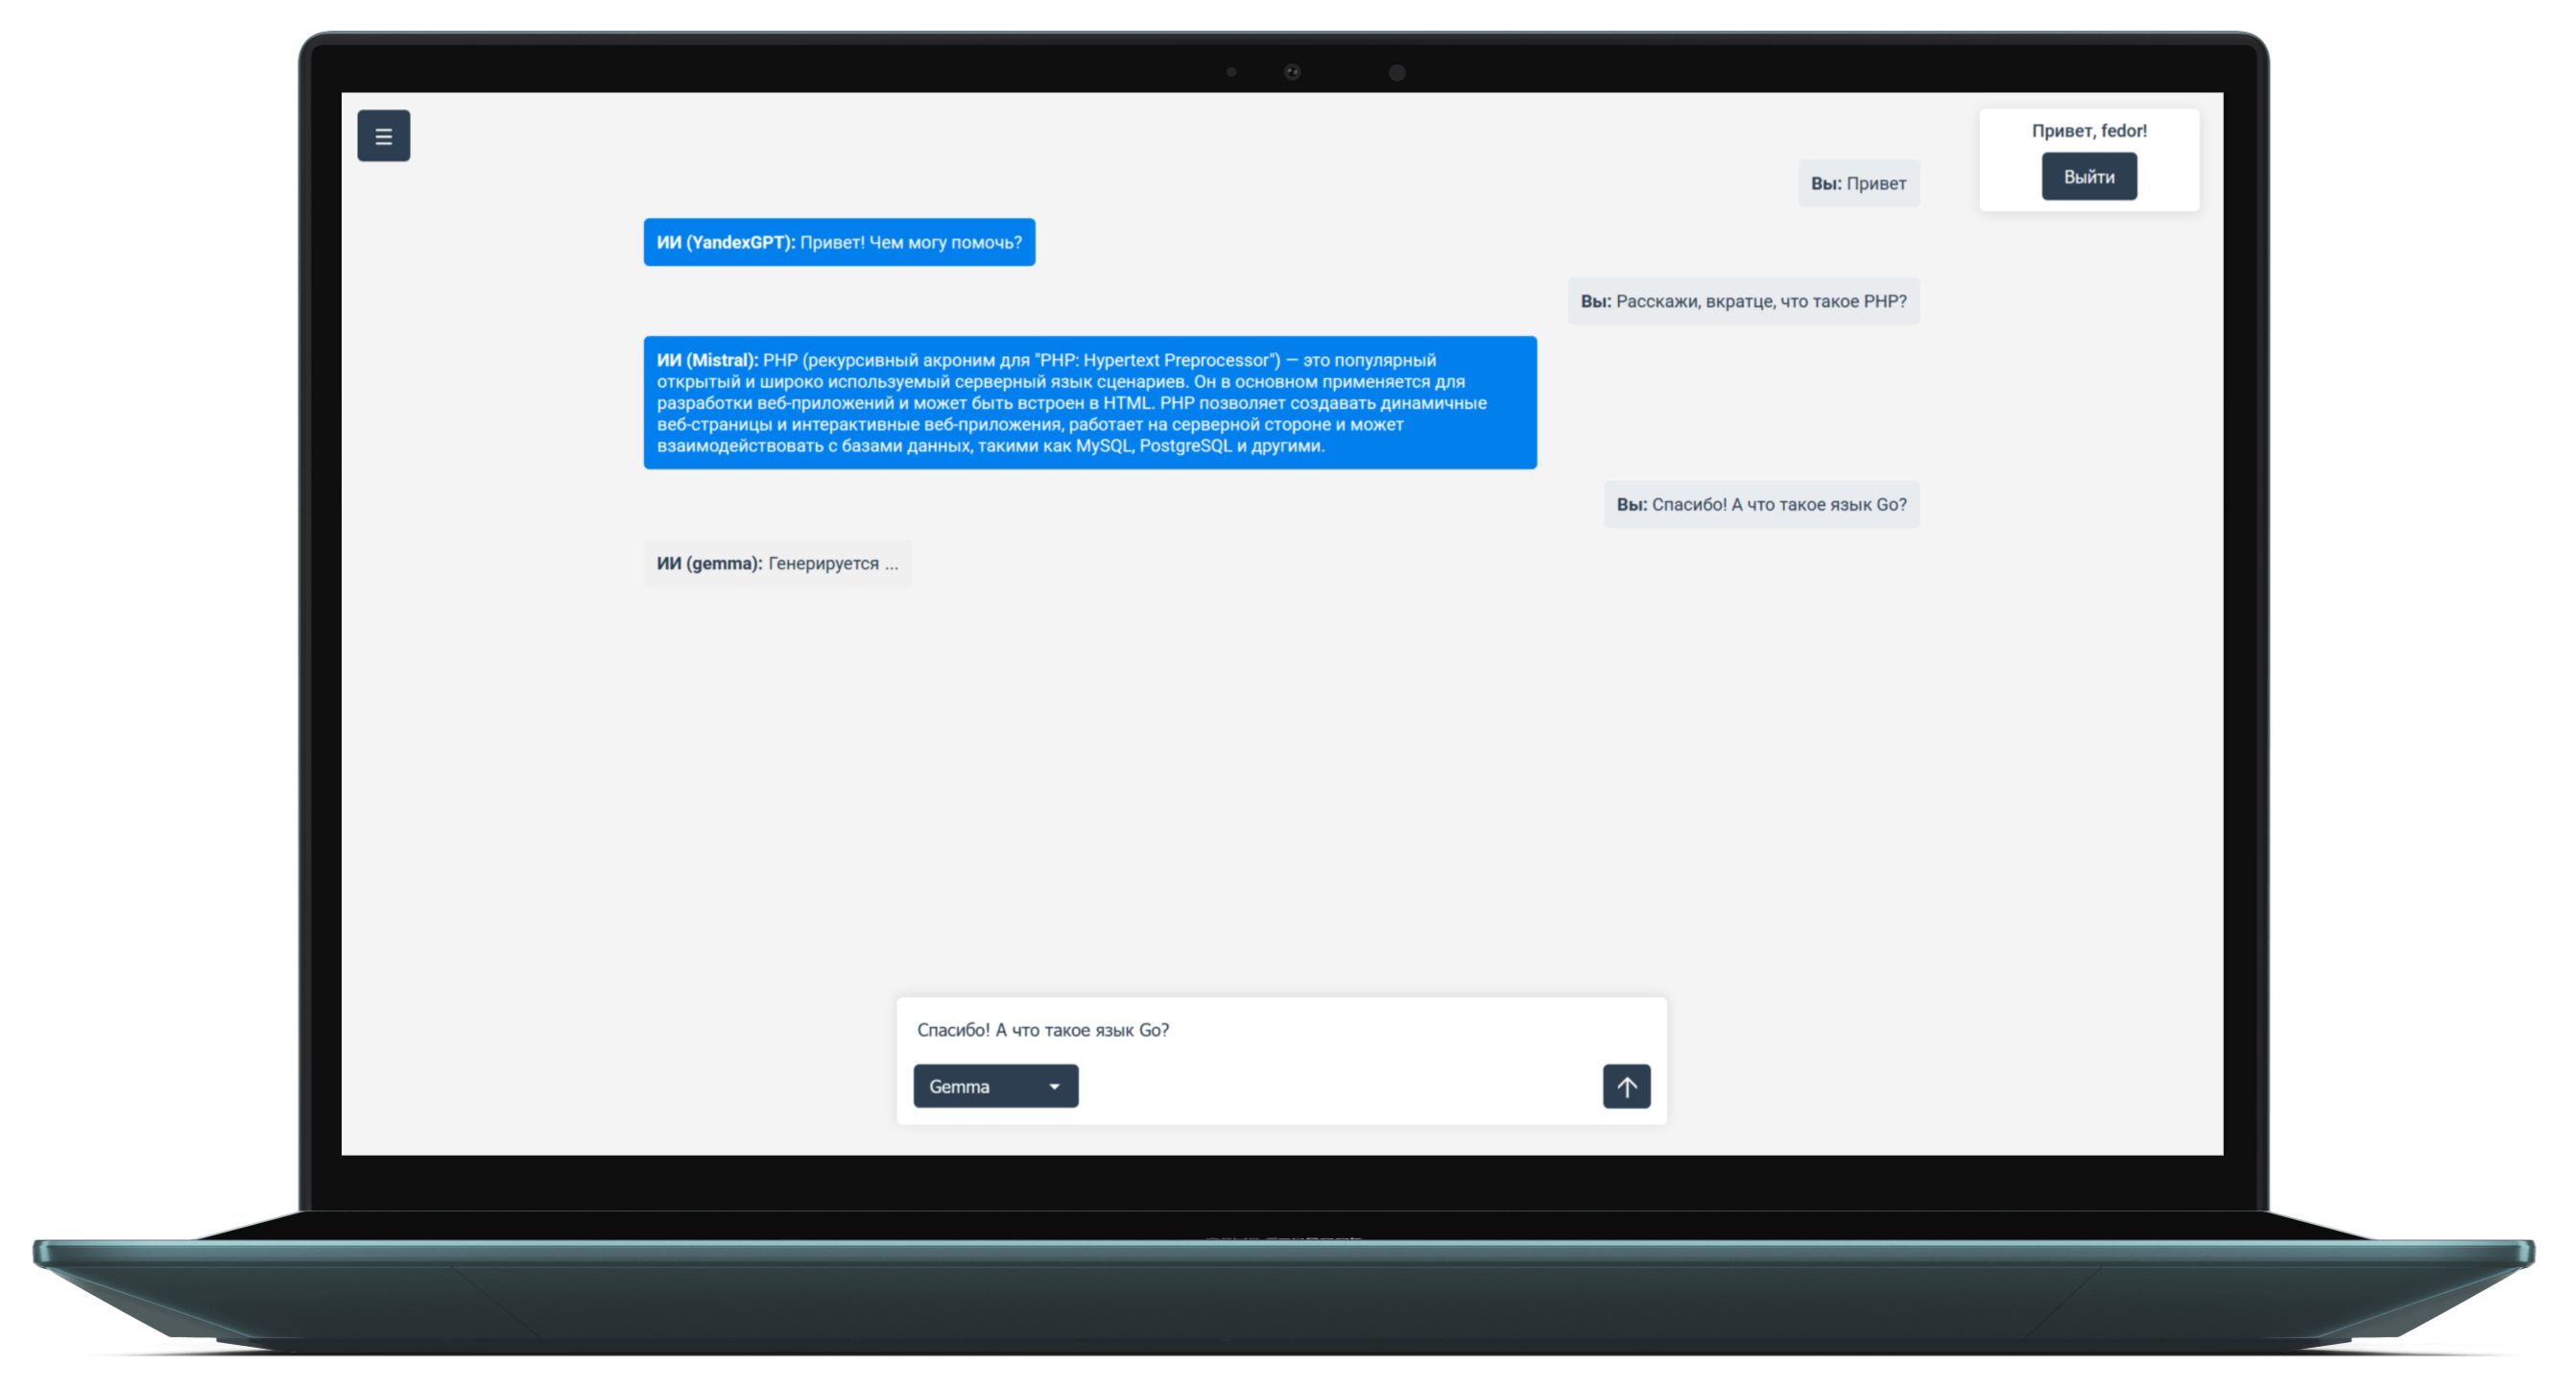 Привет, fedor!
Выйти
Вы: Привет
ИИ (YandexGPT): Привет! Чем могу помочь?
Вы: Расскажи, вкратце, что такое PHP?
ИИ (Mistral): PHP (рекурсивный акроним для "PHP: Hypertext Preprocessor") — это популярный
открытый и широко используемый серверный язык сценариев. Он в основном применяется для
разработки веб-приложений и может быть встроен в HTML. PHP позволяет создавать динамичные
веб-страницы и интерактивные веб-приложения, работает на серверной стороне и может
взаимодействовать с базами данных, такими как MySQL, PostgreSQL и другими.
Вы: Спасибо! А что такое язык Go?
ИИ (gemma): Генерируется ...
Спасибо! А что такое язык Go?
Gemma